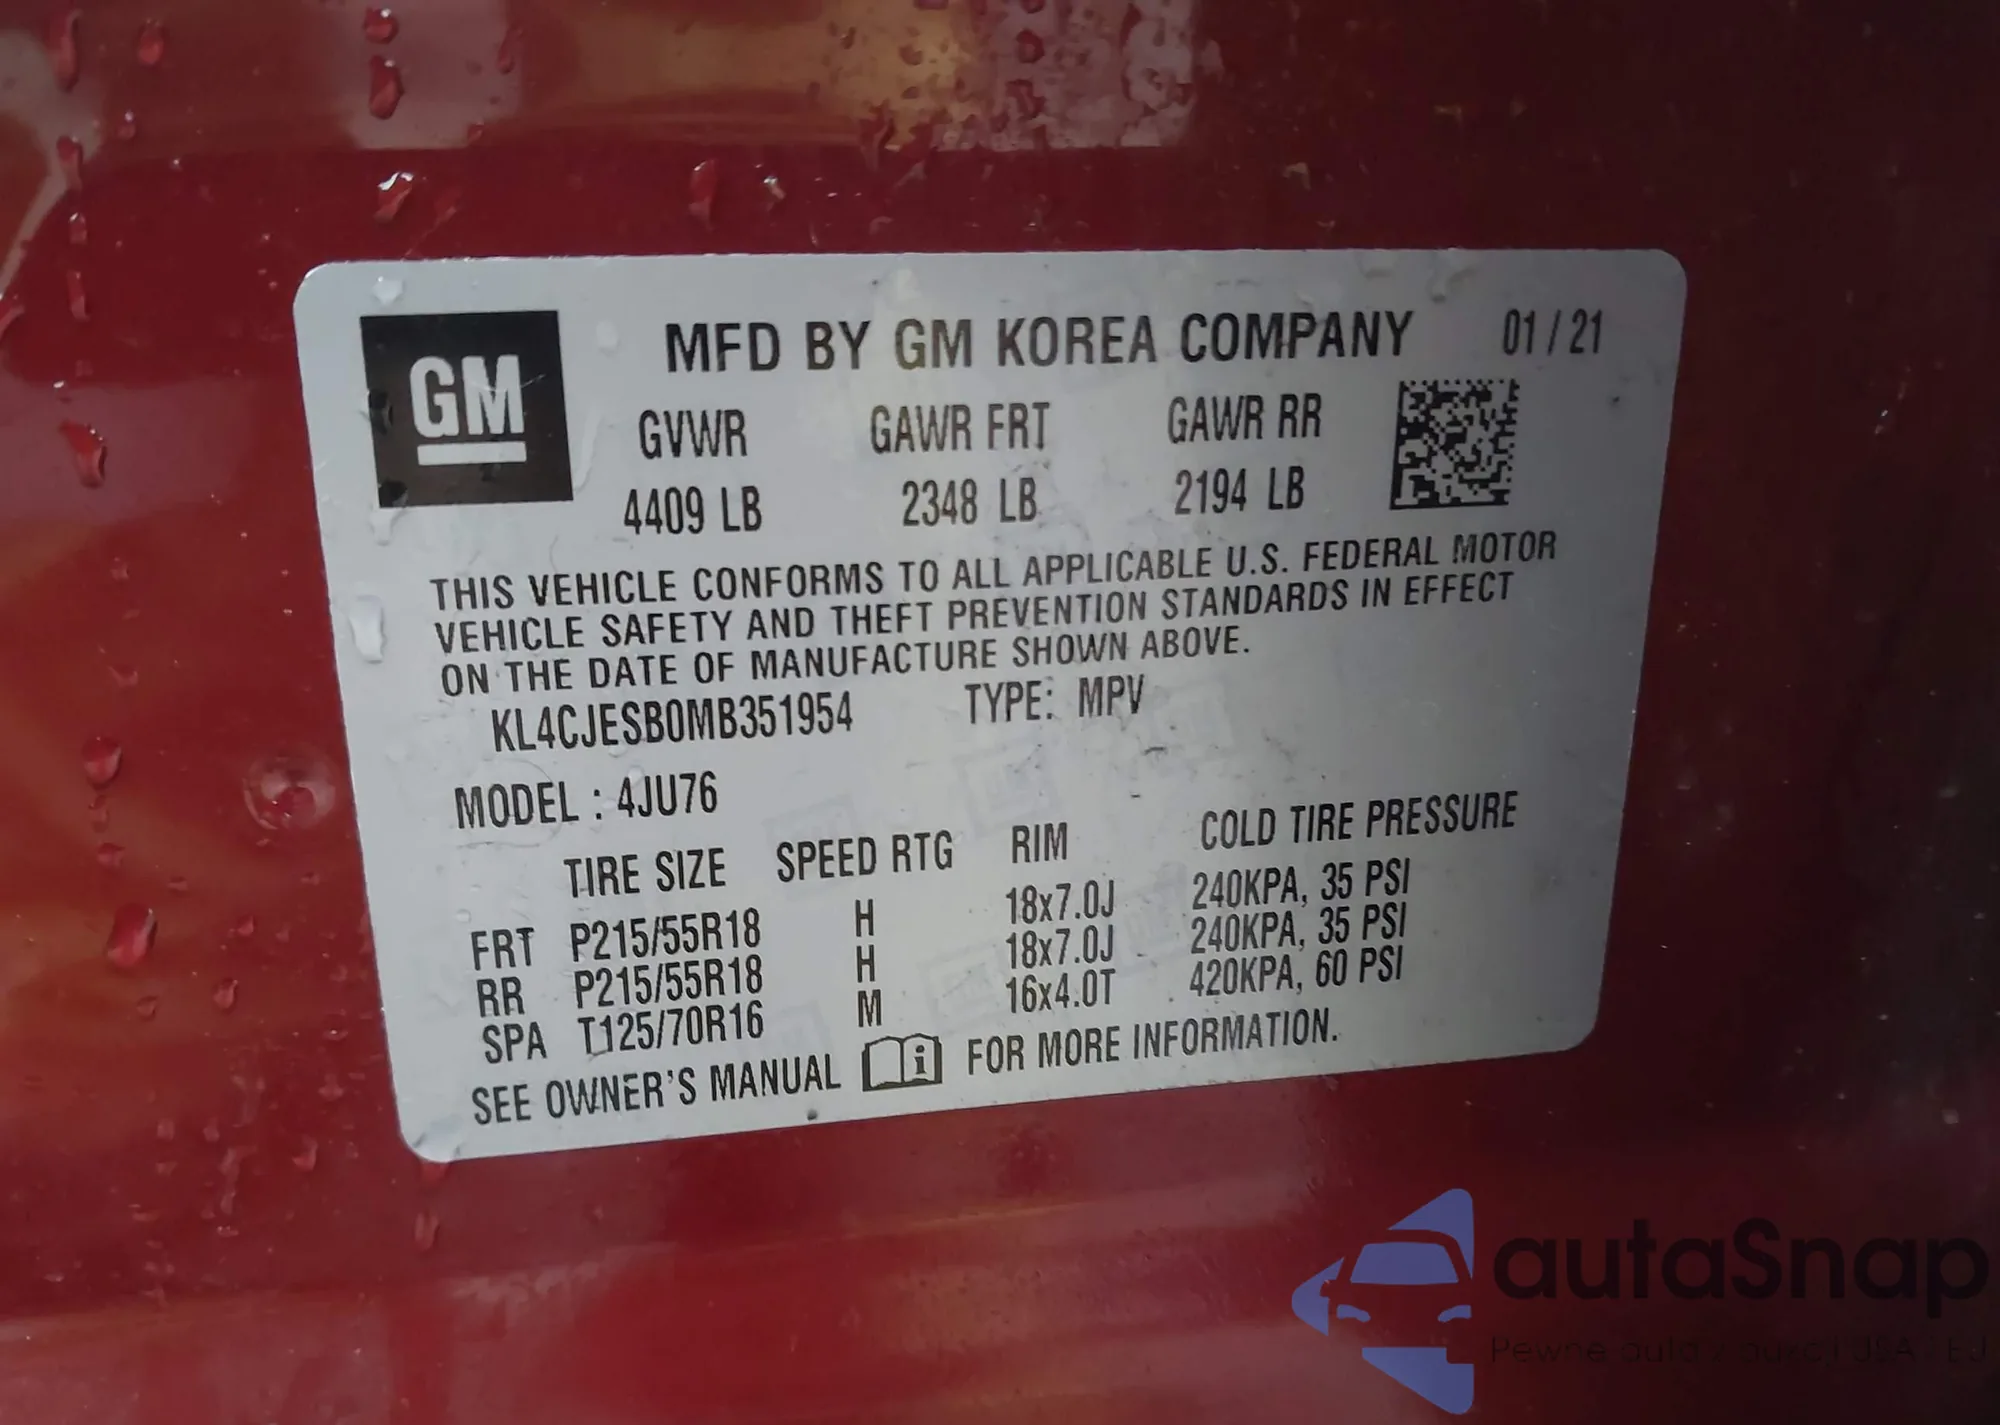 GM
MFD BY GM KOREA COMPANY 01 / 21
GVWR GAWR FRT GAWR RR
4409 LB 2348 LB 2194 LB
THIS VEHICLE CONFORMS TO ALL APPLICABLE U.S. FEDERAL MOTOR
VEHICLE SAFETY AND THEFT PREVENTION STANDARDS IN EFFECT
ON THE DATE OF MANUFACTURE SHOWN ABOVE.
KL4CJESB0MB351954 TYPE: MPV
MODEL : 4JU76
TIRE SIZE SPEED RTG RIM COLD TIRE PRESSURE
FRT P215/55R18 H 18x7.0J 240KPA, 35 PSI
RR P215/55R18 H 18x7.0J 240KPA, 35 PSI
SPA T125/70R16 M 16x4.0T 420KPA, 60 PSI
SEE OWNER'S MANUAL FOR MORE INFORMATION.
autaSnap
Pewne auta z aukcji USA